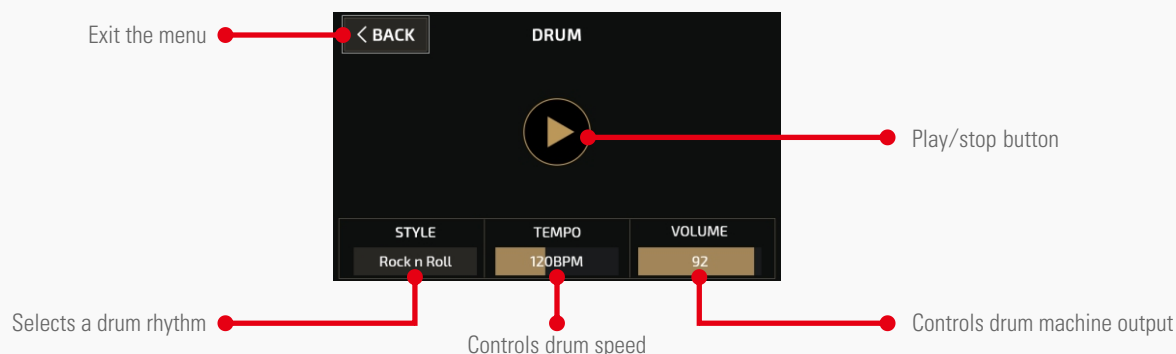 Exit the menu
BACK
DRUM
Play/stop button
STYLE
TEMPO
VOLUME
Rock n Roll
120BPM
92
Selects a drum rhythm
Controls drum machine output
Controls drum speed